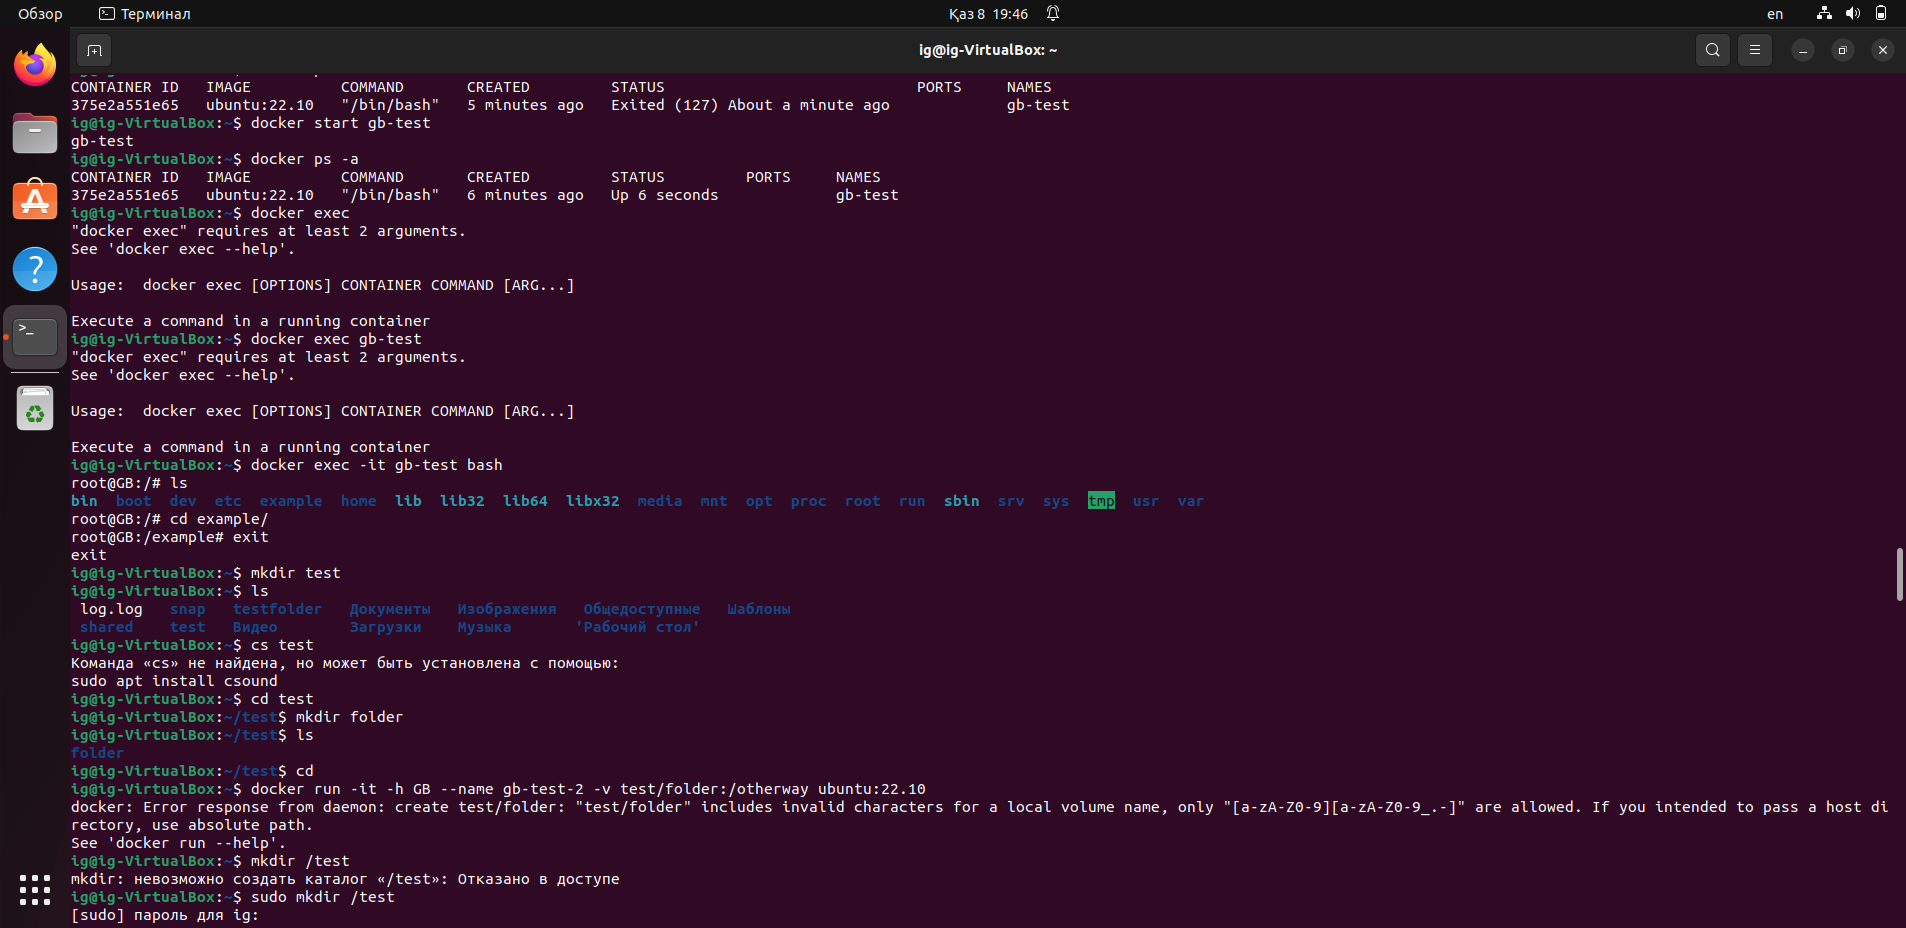 Обзор Терминал Қаз 8 19:46 en
ig@ig-VirtualBox: ~
CONTAINER ID IMAGE COMMAND CREATED STATUS PORTS NAMES
375e2a551e65 ubuntu:22.10 "/bin/bash" 5 minutes ago Exited (127) About a minute ago gb-test
ig@ig-VirtualBox:~$ docker start gb-test
gb-test
ig@ig-VirtualBox:~$ docker ps -a
CONTAINER ID IMAGE COMMAND CREATED STATUS PORTS NAMES
375e2a551e65 ubuntu:22.10 "/bin/bash" 6 minutes ago Up 6 seconds gb-test
ig@ig-VirtualBox:~$ docker exec
"docker exec" requires at least 2 arguments.
See 'docker exec --help'.
Usage: docker exec [OPTIONS] CONTAINER COMMAND [ARG...]
Execute a command in a running container
ig@ig-VirtualBox:~$ docker exec gb-test
"docker exec" requires at least 2 arguments.
See 'docker exec --help'.
Usage: docker exec [OPTIONS] CONTAINER COMMAND [ARG...]
Execute a command in a running container
ig@ig-VirtualBox:~$ docker exec -it gb-test bash
root@GB:/# ls
bin boot dev etc example home lib lib32 lib64 libx32 media mnt opt proc root run sbin srv sys tmp usr var
root@GB:/# cd example/
root@GB:/example# exit
exit
ig@ig-VirtualBox:~$ mkdir test
ig@ig-VirtualBox:~$ ls
log.log snap testfolder Документы Изображения Общедоступные Шаблоны
shared test Видео Загрузки Музыка 'Рабочий стол'
ig@ig-VirtualBox:~$ cs test
Команда «cs» не найдена, но может быть установлена с помощью:
sudo apt install csound
ig@ig-VirtualBox:~$ cd test
ig@ig-VirtualBox:~/test$ mkdir folder
ig@ig-VirtualBox:~/test$ ls
folder
ig@ig-VirtualBox:~/test$ cd
ig@ig-VirtualBox:~$ docker run -it -h GB --name gb-test-2 -v test/folder:/otherway ubuntu:22.10
docker: Error response from daemon: create test/folder: "test/folder" includes invalid characters for a local volume name, only "[a-zA-Z0-9][a-zA-Z0-9_.-]" are allowed. If you intended to pass a host di
rectory, use absolute path.
See 'docker run --help'.
ig@ig-VirtualBox:~$ mkdir /test
mkdir: невозможно создать каталог «/test»: Отказано в доступе
ig@ig-VirtualBox:~$ sudo mkdir /test
[sudo] пароль для ig: